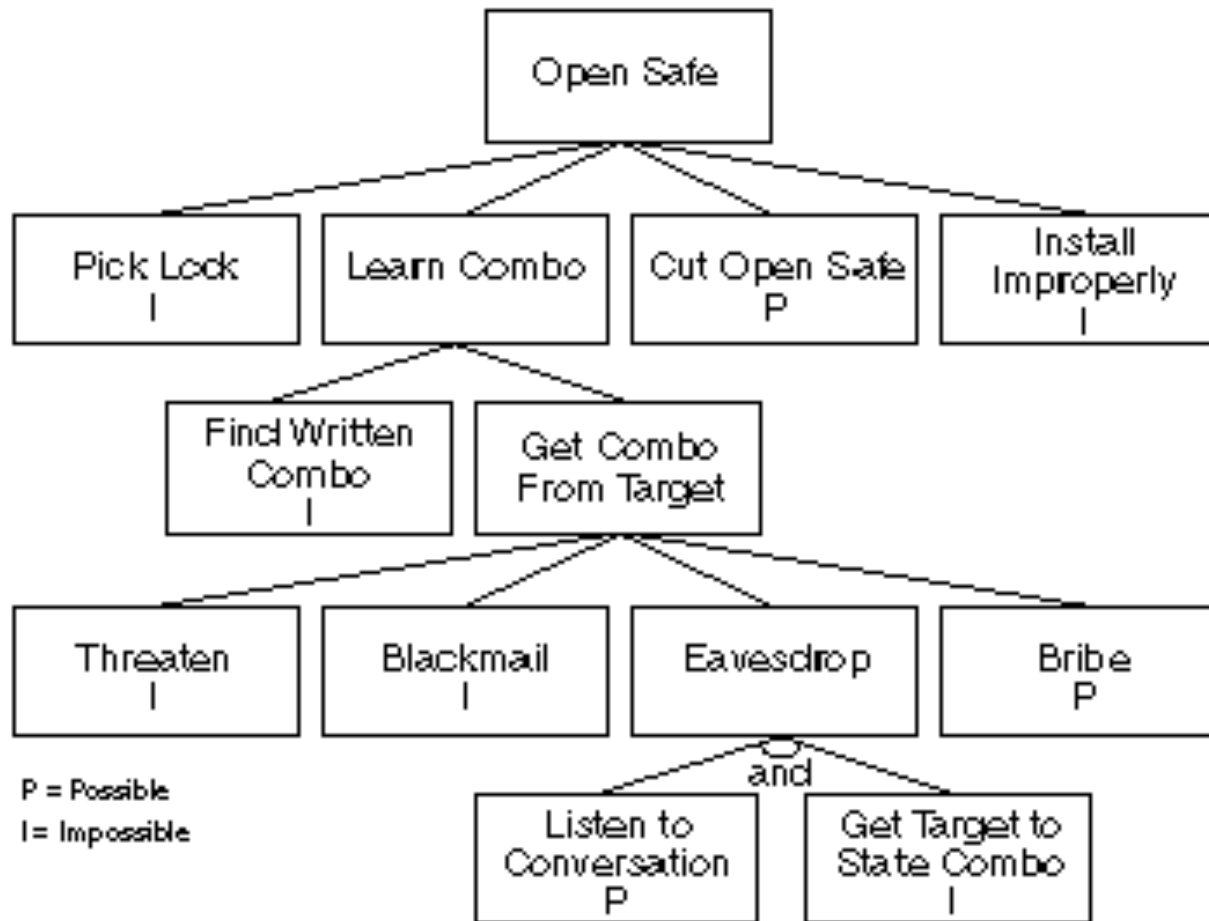 Open Safe
Pick Lock
I
Learn Combo
Cut Open Safe
P
Install
Improperly
I
Find Written
Combo
I
Get Combo
From Target
Threaten
I
Blackmail
I
Eavesdrop
Bribe
P
and
P = Possible
I = Impossible
Listen to
Conversation
P
Get Target to
State Combo
I